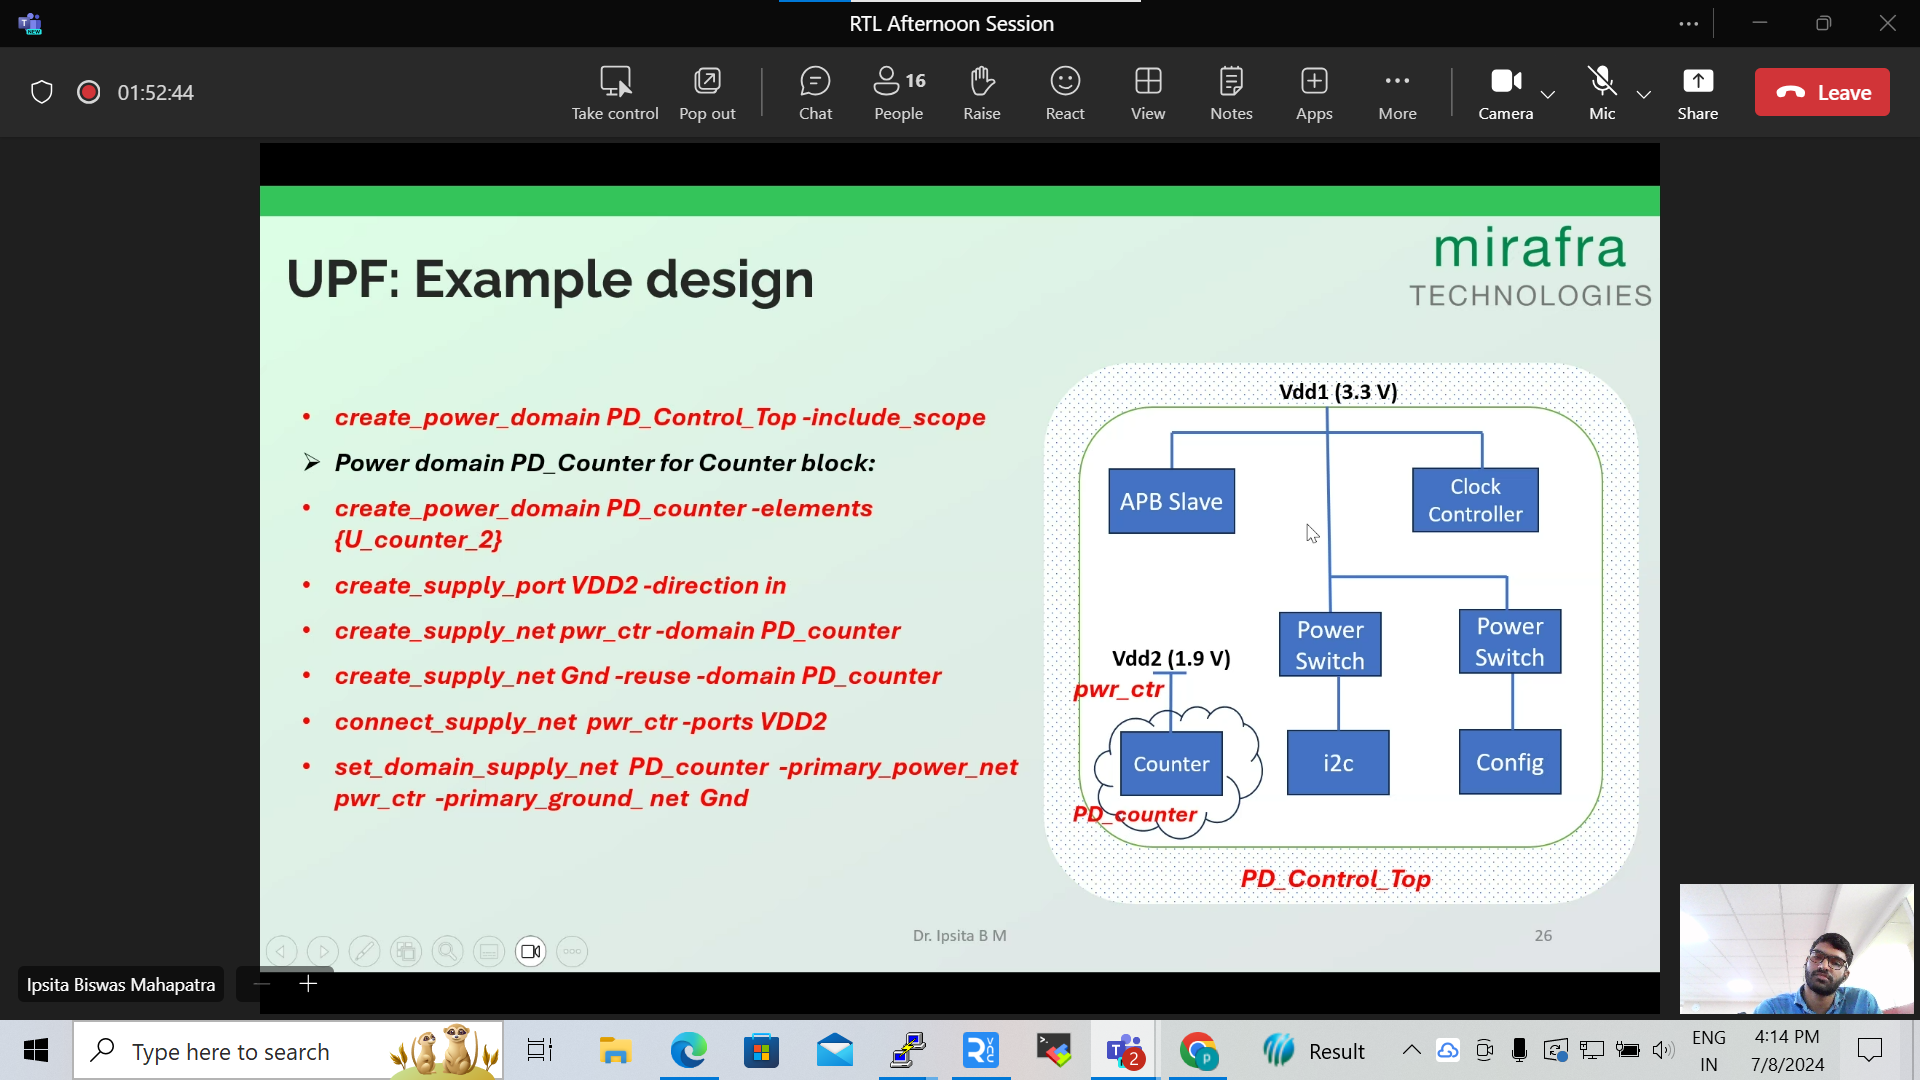 RTL Afternoon Session
01:52:44
Take control
Pop out
Chat
16
People
Raise
React
View
Notes
Apps
More
Camera
Mic
Share
Leave
mirafra
TECHNOLOGIES
UPF: Example design
• create_power_domain PD_Control_Top -include_scope
➢ Power domain PD_Counter for Counter block:
• create_power_domain PD_counter -elements
{U_counter_2}
• create_supply_port VDD2 -direction in
• create_supply_net pwr_ctr -domain PD_counter
• create_supply_net Gnd -reuse -domain PD_counter
• connect_supply_net pwr_ctr -ports VDD2
• set_domain_supply_net PD_counter -primary_power_net
pwr_ctr -primary_ground_ net Gnd
Vdd1 (3.3 V)
APB Slave
Clock
Controller
Power
Switch
Power
Switch
Vdd2 (1.9 V)
pwr_ctr
Counter
i2c
Config
PD_counter
PD_Control_Top
Dr. Ipsita B M
26
Ipsita Biswas Mahapatra
Type here to search
2
Result
ENG
IN
4:14 PM
7/8/2024